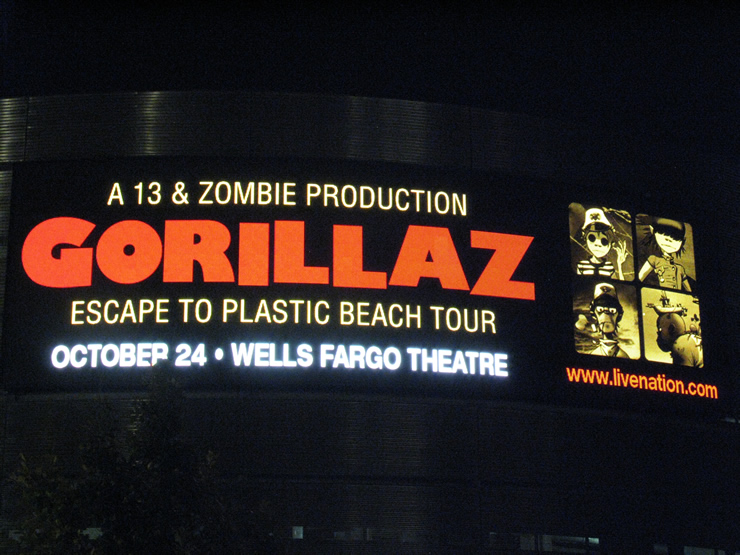 A 13 & ZOMBIE PRODUCTION
GORILLAZ
ESCAPE TO PLASTIC BEACH TOUR
OCTOBER 24 • WELLS FARGO THEATRE
www.livenation.com